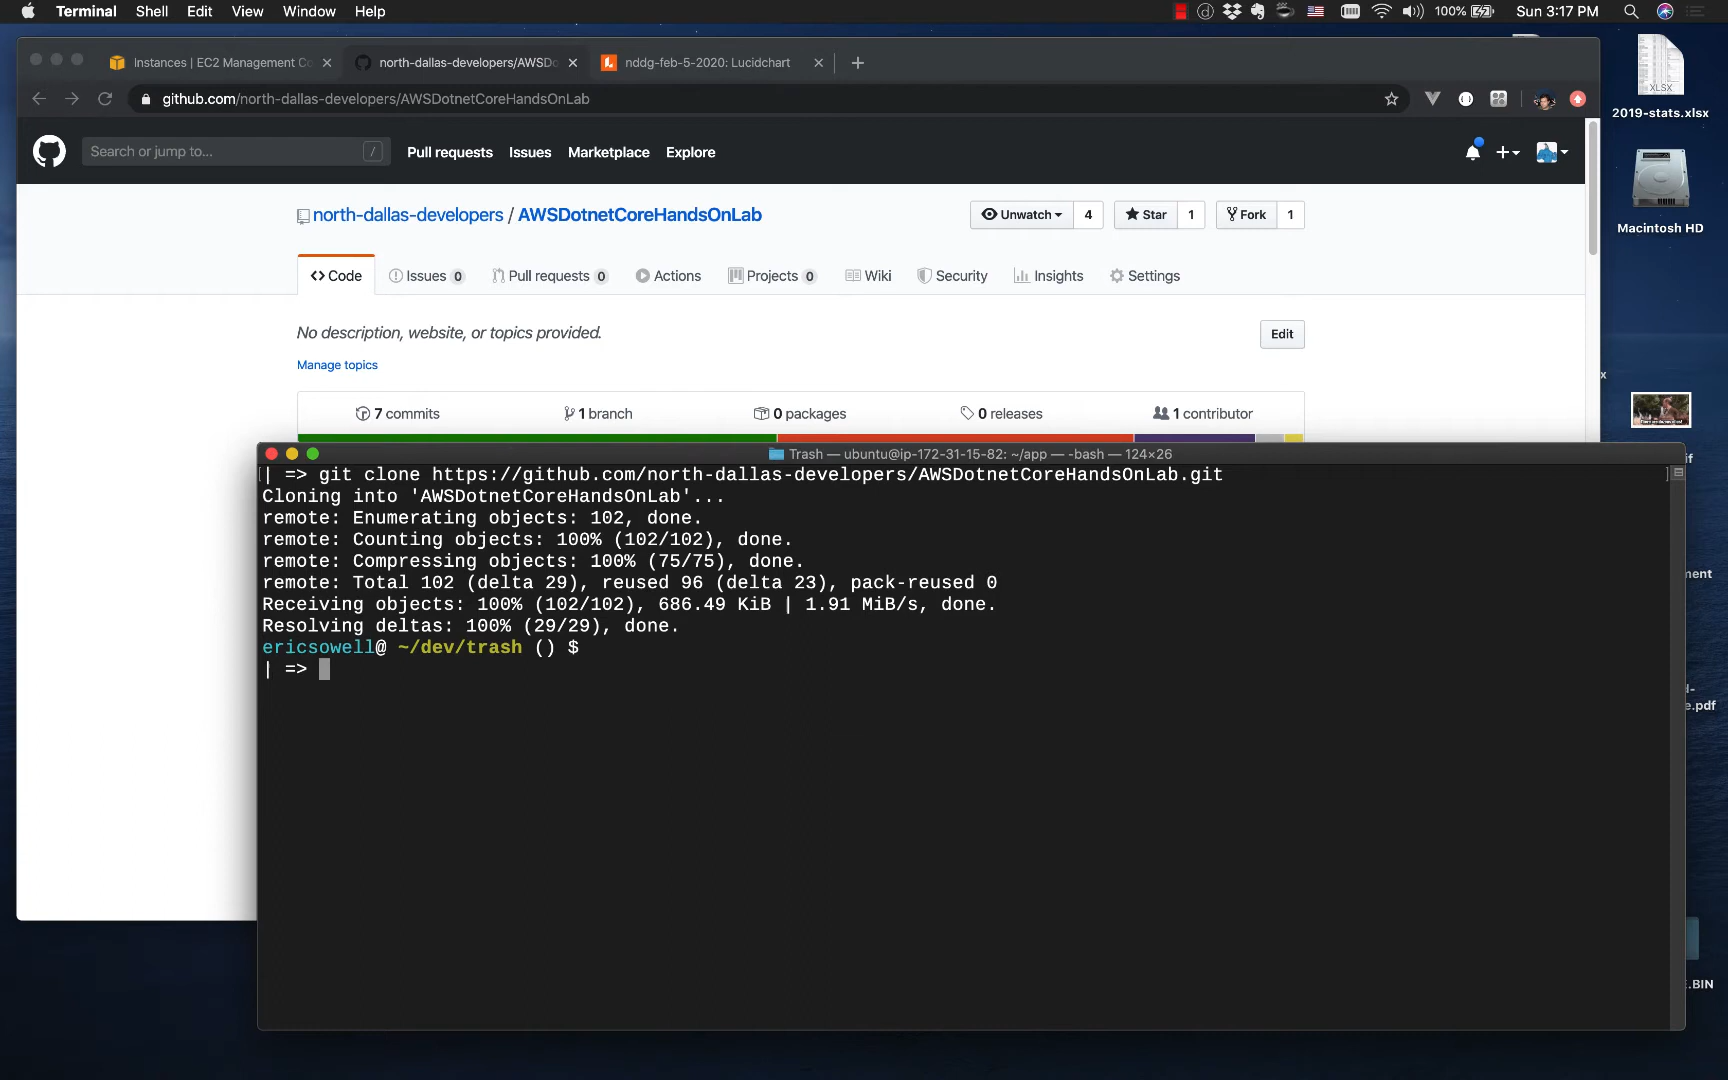 Terminal Shell Edit View Window Help 100% Sun 3:17 PM
Instances | EC2 Management Co
north-dallas-developers/AWSDo
nddg-feb-5-2020: Lucidchart
github.com/north-dallas-developers/AWSDotnetCoreHandsOnLab
Search or jump to... /
Pull requests Issues Marketplace Explore
north-dallas-developers / AWSDotnetCoreHandsOnLab
Unwatch 4 Star 1 Fork 1
Code Issues 0 Pull requests 0 Actions Projects 0 Wiki Security Insights Settings
No description, website, or topics provided.
Edit
Manage topics
7 commits 1 branch 0 packages 0 releases 1 contributor
Trash — ubuntu@ip-172-31-15-82: ~/app — -bash — 124×26
| => git clone https://github.com/north-dallas-developers/AWSDotnetCoreHandsOnLab.git
Cloning into 'AWSDotnetCoreHandsOnLab'...
remote: Enumerating objects: 102, done.
remote: Counting objects: 100% (102/102), done.
remote: Compressing objects: 100% (75/75), done.
remote: Total 102 (delta 29), reused 96 (delta 23), pack-reused 0
Receiving objects: 100% (102/102), 686.49 KiB | 1.91 MiB/s, done.
Resolving deltas: 100% (29/29), done.
ericsowell@ ~/dev/trash () $
| =>
XLSX
2019-stats.xlsx
Macintosh HD
e.pdf
.BIN